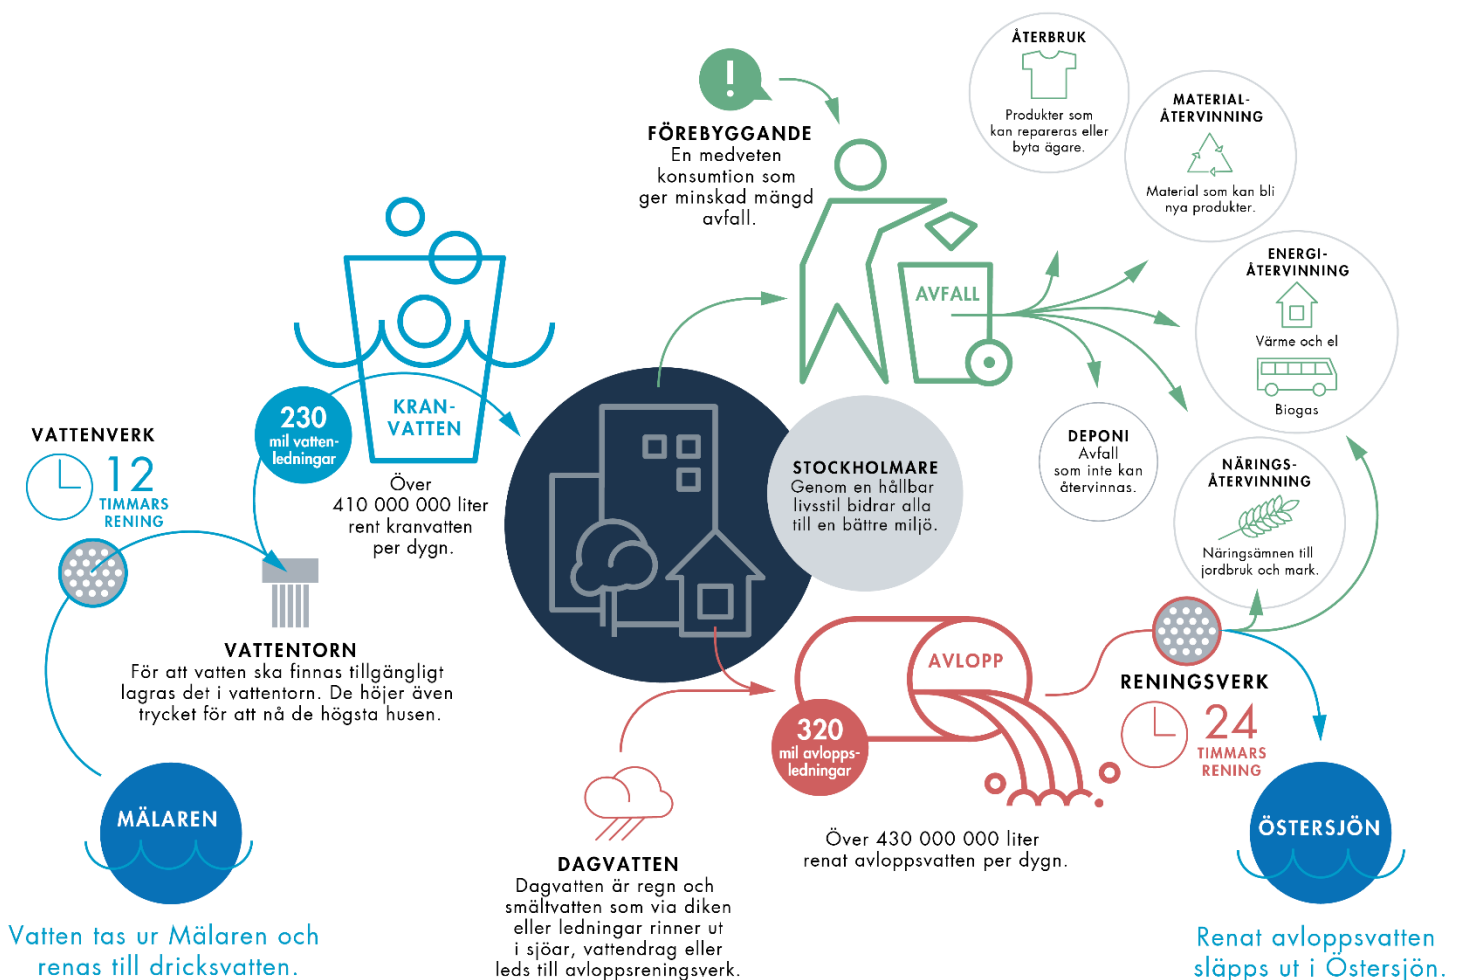 ÅTERBRUK
Produkter som
kan repareras eller
byta ägare.
MATERIAL-
ÅTERVINNING
Material som kan bli
nya produkter.
FÖREBYGGANDE
En medveten
konsumtion som
ger minskad mängd
avfall.
AVFALL
ENERGI-
ÅTERVINNING
Värme och el
Biogas
DEPONI
Avfall
som inte kan
återvinnas.
NÄRINGS-
ÅTERVINNING
Näringsämnen till
jordbruk och mark.
230
mil vatten-
ledningar
KRAN-
VATTEN
Över
410 000 000 liter
rent kranvatten
per dygn.
VATTENVERK
12
TIMMARS
RENING
STOCKHOLMARE
Genom en hållbar
livsstil bidrar alla
till en bättre miljö.
VATTENTORN
För att vatten ska finnas tillgängligt
lagras det i vattentorn. De höjer även
trycket för att nå de högsta husen.
AVLOPP
320
mil avlopps-
ledningar
RENINGSVERK
24
TIMMARS
RENING
MÄLAREN
Vatten tas ur Mälaren och
renas till dricksvatten.
DAGVATTEN
Dagvatten är regn och
smältvatten som via diken
eller ledningar rinner ut
i sjöar, vattendrag eller
leds till avloppsreningsverk.
Över 430 000 000 liter
renat avloppsvatten per dygn.
ÖSTERSJÖN
Renat avloppsvatten
släpps ut i Östersjön.